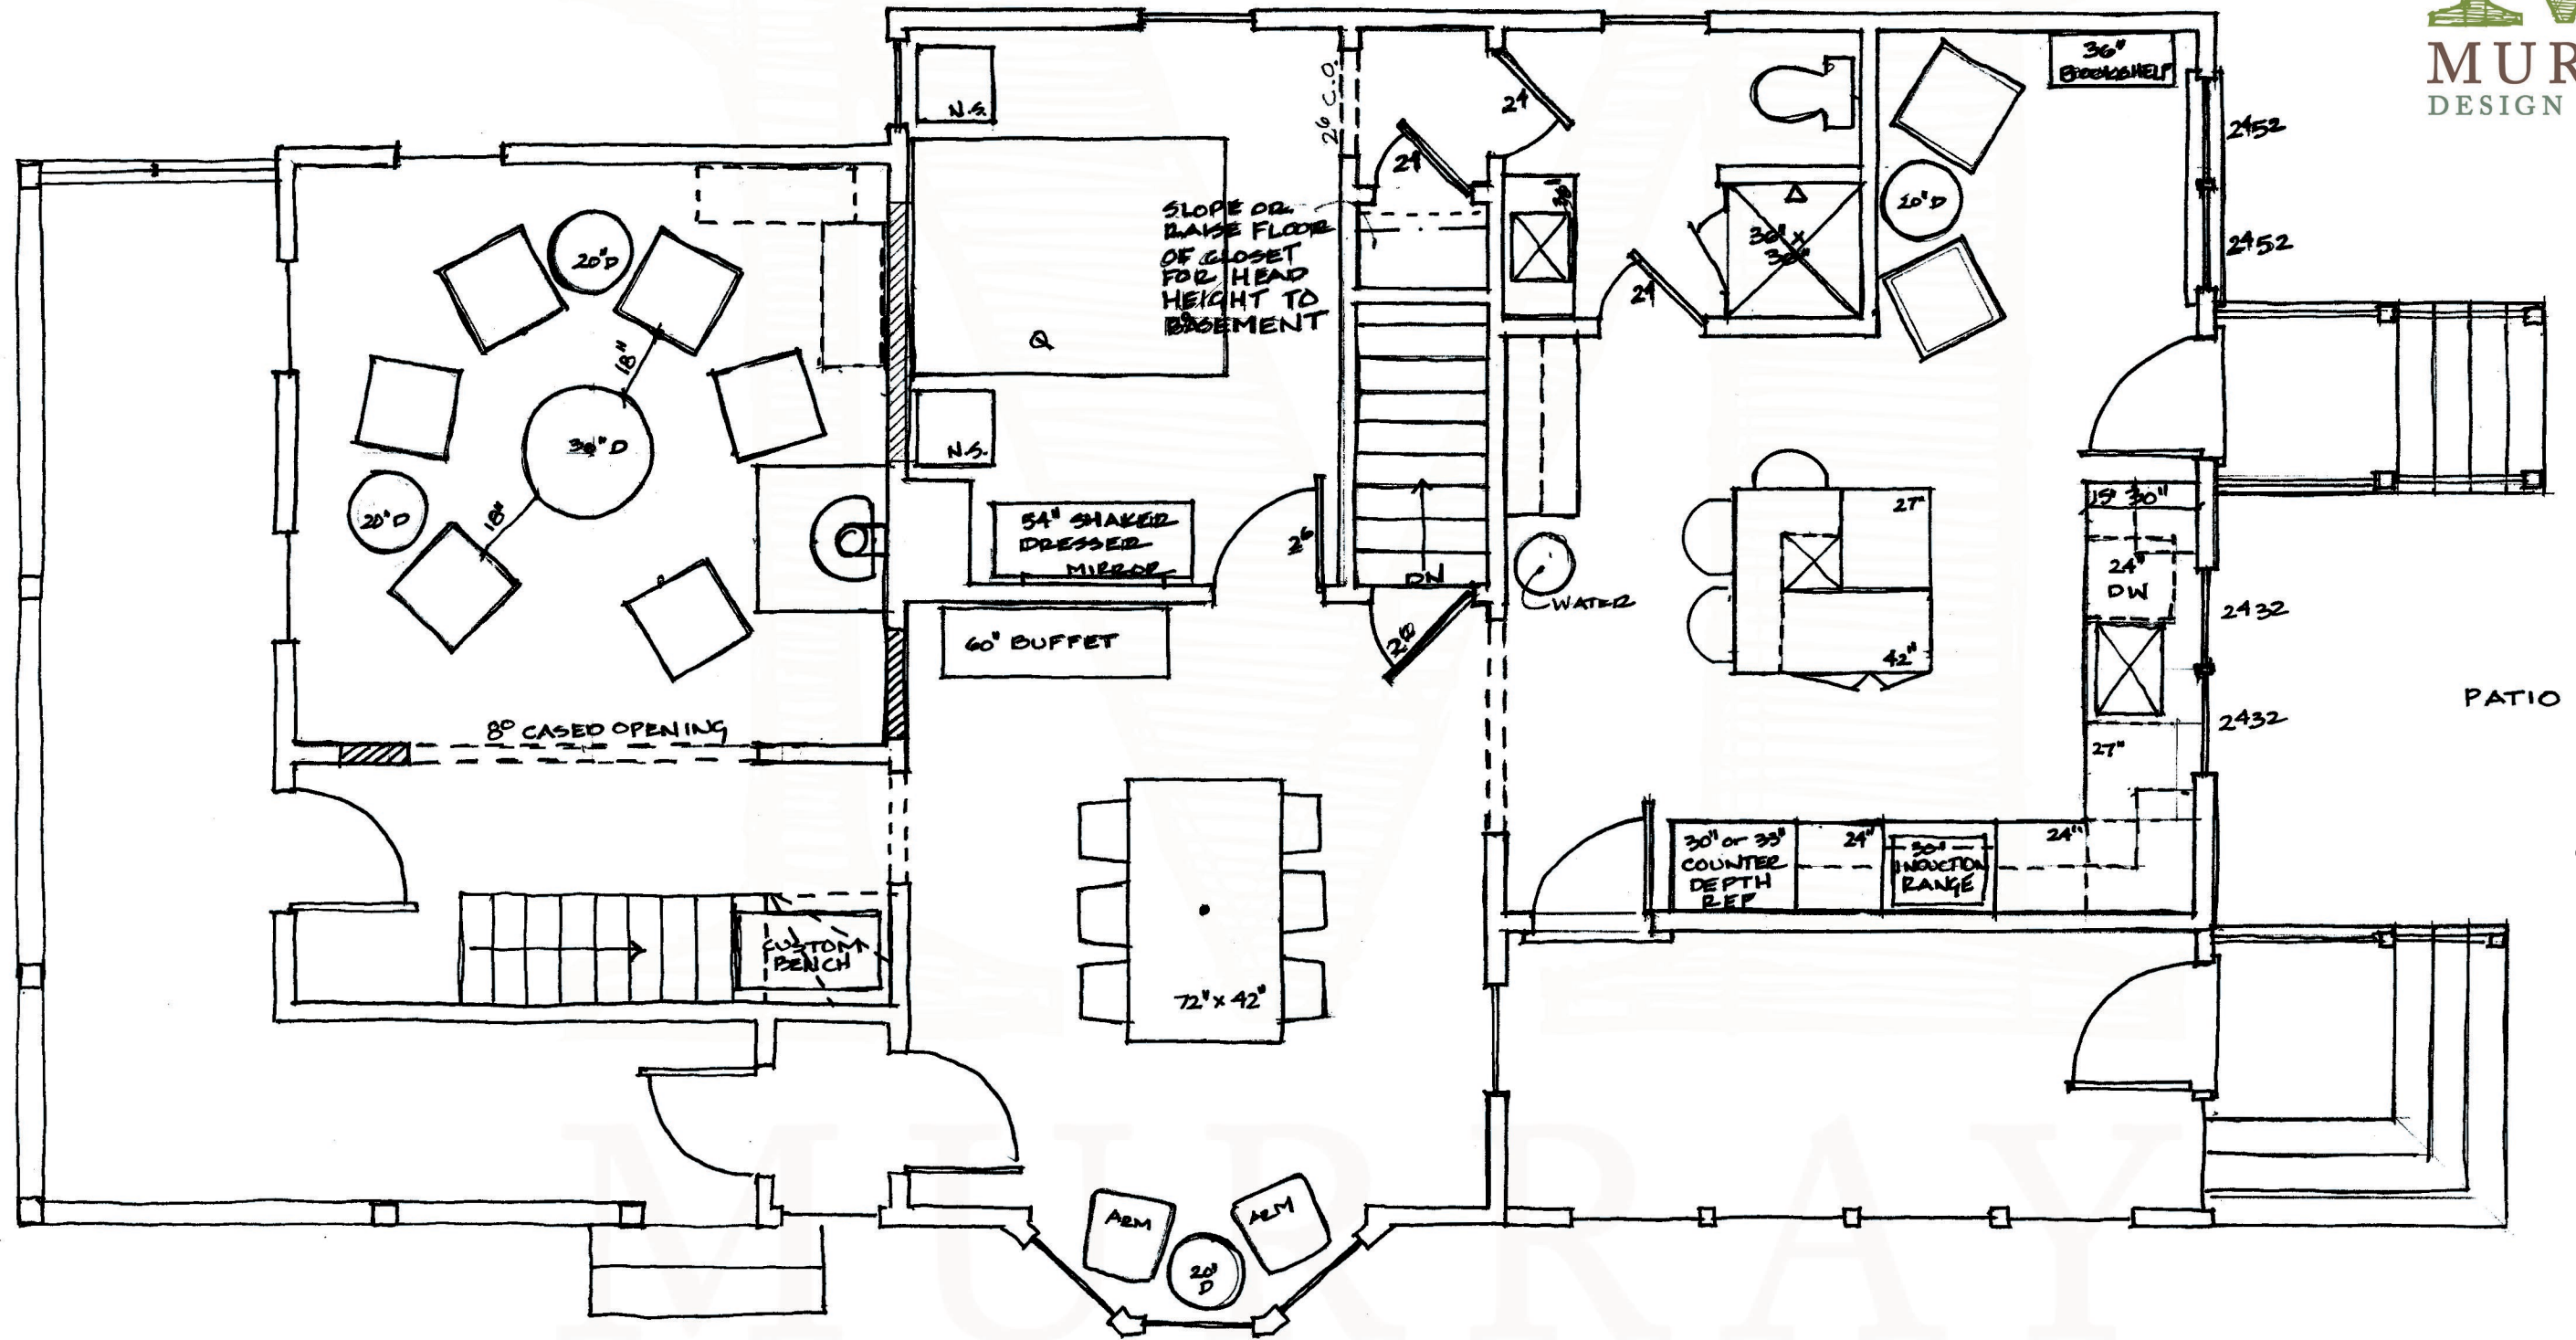 MUR
DESIGN
36"
BOOKSHELF
2452
2452
20"D
24
24
24
26 C.O.
N.S.
Q
N.S.
SLOPE OR
RAISE FLOOR
OF CLOSET
FOR HEAD
HEIGHT TO
BASEMENT
36" x
36"
20"D
18"
36"D
20"D
18"
54" SHAKER
DRESSER
MIRROR
26
DN
WATER
60" BUFFET
27"
42"
15" 30"
24"
DW
2432
2432
27"
PATIO
8⁰ CASED OPENING
30" or 33"
COUNTER
DEPTH
REF
24"
30"
INDUCTION
RANGE
24"
CUSTOM
BENCH
72" x 42"
ARM
ARM
20"
D
MURRAY